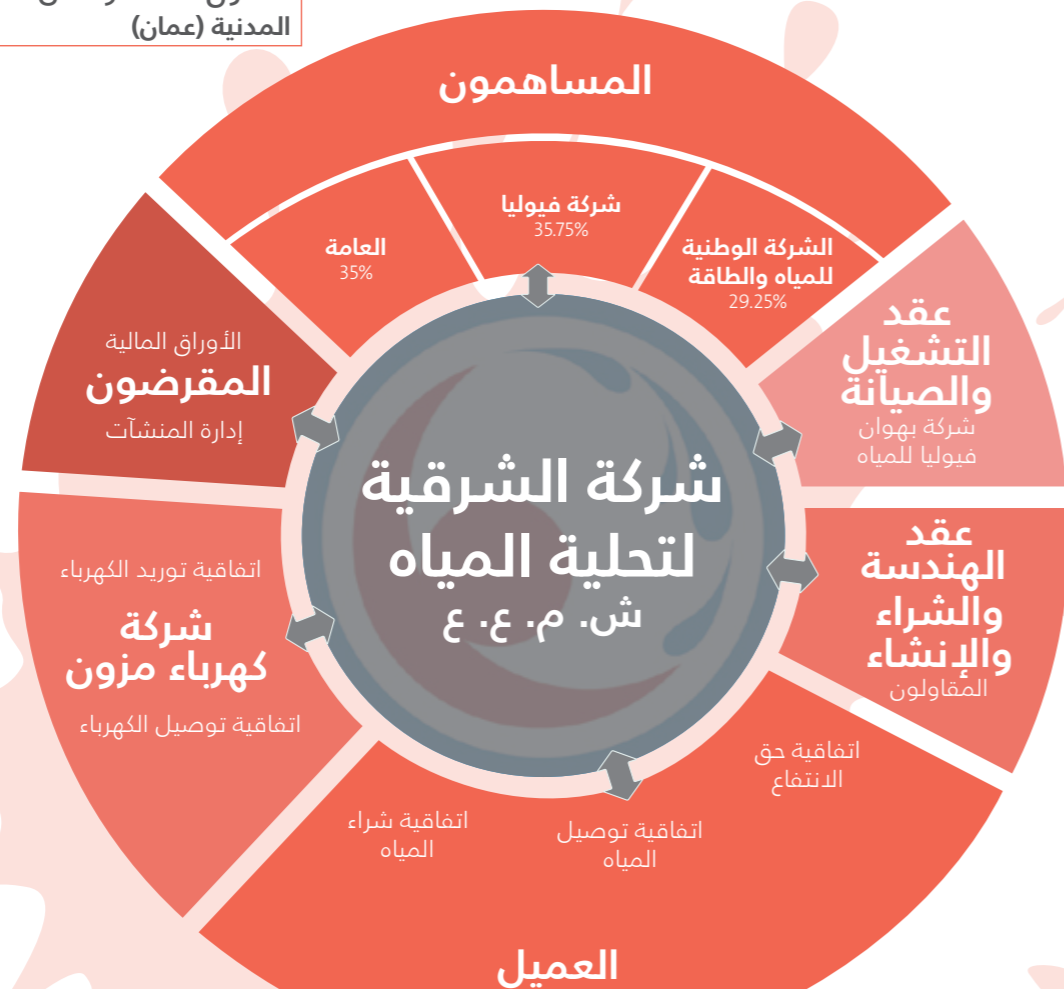 المدنية (عمان)
المساهمون
الشركة الوطنية
للمياه والطاقة
29.25%
شركة فيوليا
35.75%
العامة
35%
عقد
التشغيل
والصيانة
شركة بهوان
فيوليا للمياه
عقد
الهندسة
والشراء
والإنشاء
المقاولون
الأوراق المالية
المقرضون
إدارة المنشآت
شركة الشرقية
لتحلية المياه
ش. م. ع. ع
اتفاقية توريد الكهرباء
شركة
كهرباء مزون
اتفاقية توصيل الكهرباء
اتفاقية حق
الانتفاع
اتفاقية توصيل
المياه
اتفاقية شراء
المياه
العميل